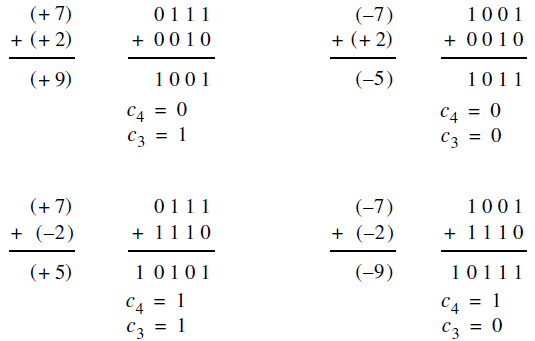 (+ 7) 0 1 1 1 (–7) 1 0 0 1
+ (+ 2) + 0 0 1 0 + (+ 2) + 0 0 1 0
(+ 9) 1 0 0 1 (–5) 1 0 1 1
c4 = 0 c4 = 0
c3 = 1 c3 = 0
(+ 7) 0 1 1 1 (–7) 1 0 0 1
+ (–2) + 1 1 1 0 + (–2) + 1 1 1 0
(+ 5) 1 0 1 0 1 (–9) 1 0 1 1 1
c4 = 1 c4 = 1
c3 = 1 c3 = 0